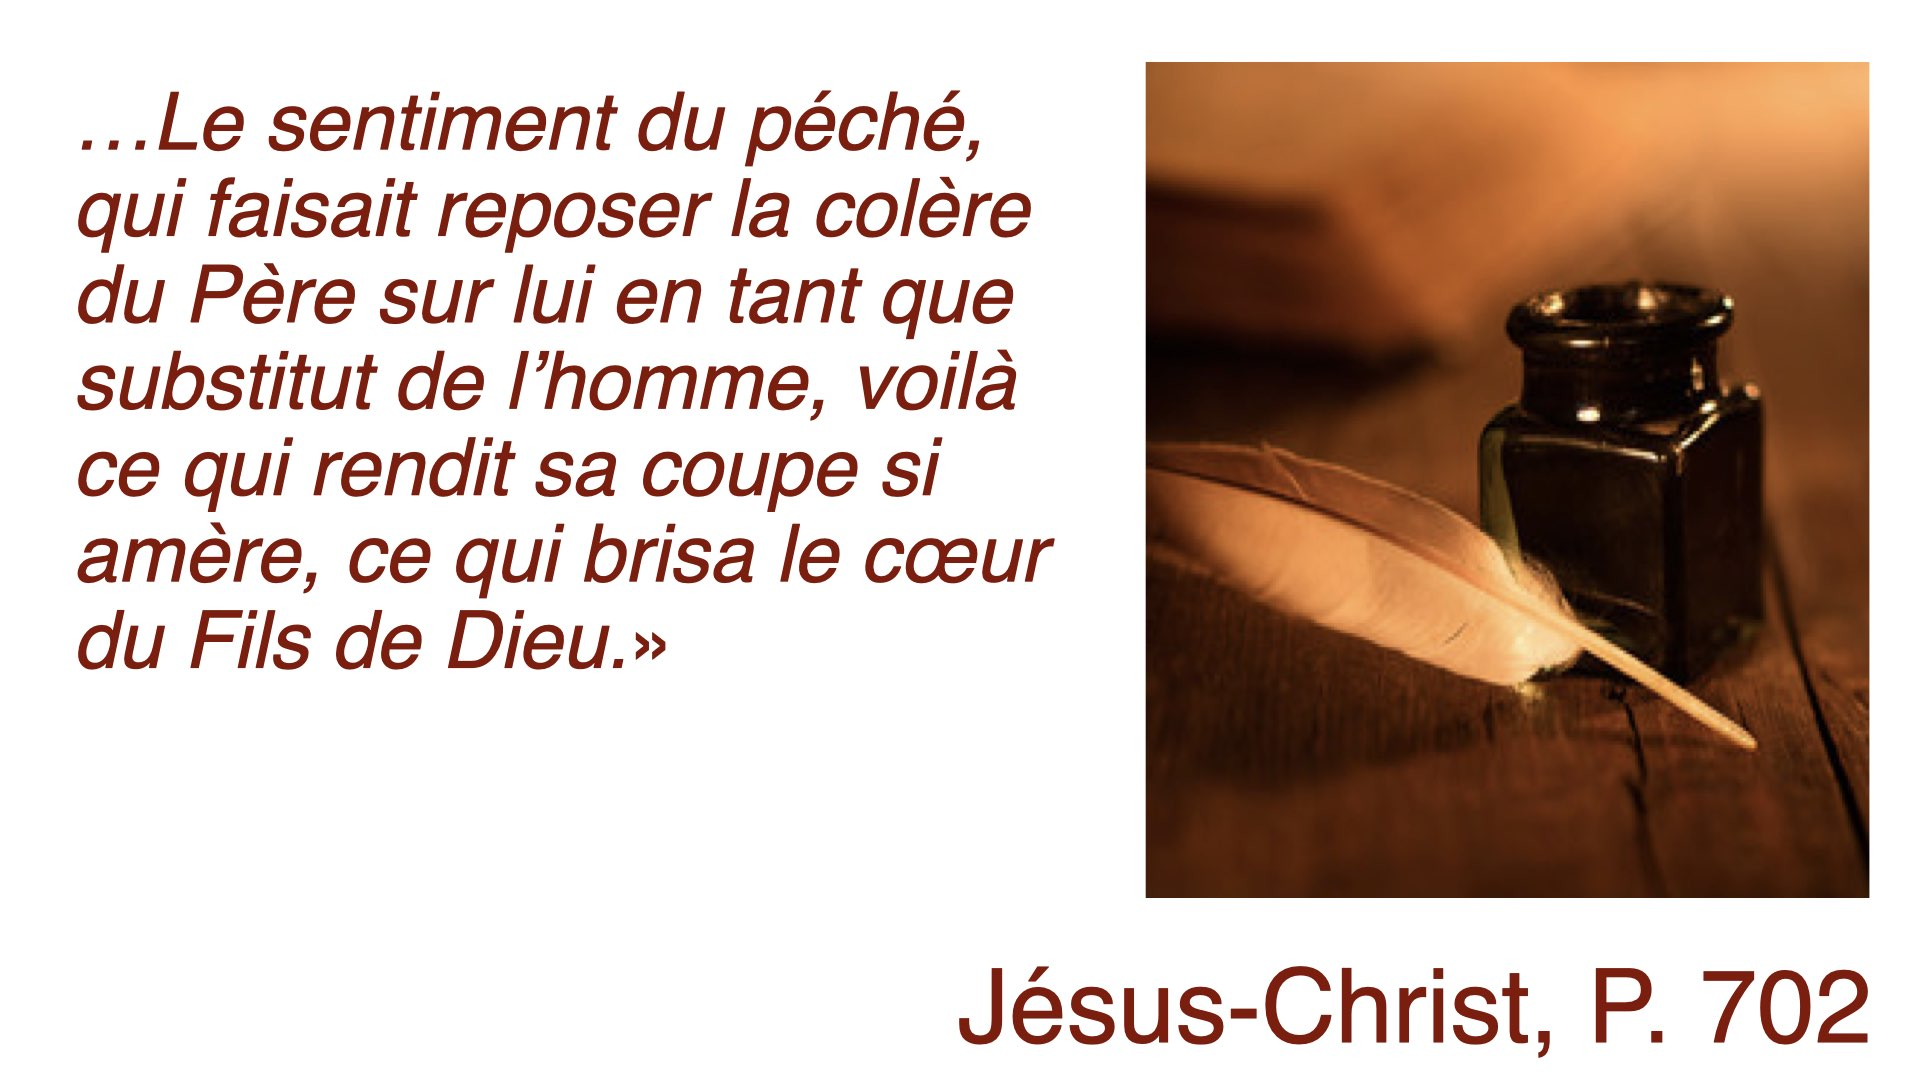 …Le sentiment du péché,
qui faisait reposer la colère
du Père sur lui en tant que
substitut de l’homme, voilà
ce qui rendit sa coupe si
amère, ce qui brisa le cœur
du Fils de Dieu.»
Jésus-Christ, P. 702